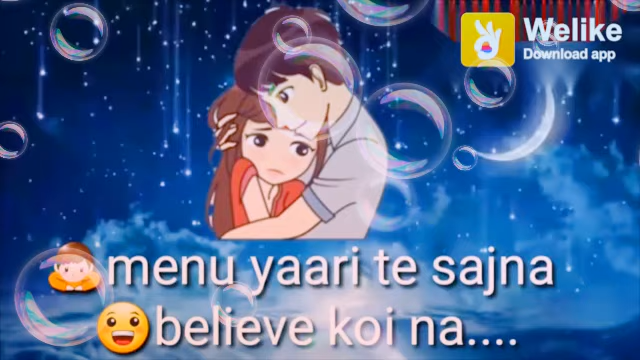 Welike
Download app
menu yaari te sajna
believe koi na....